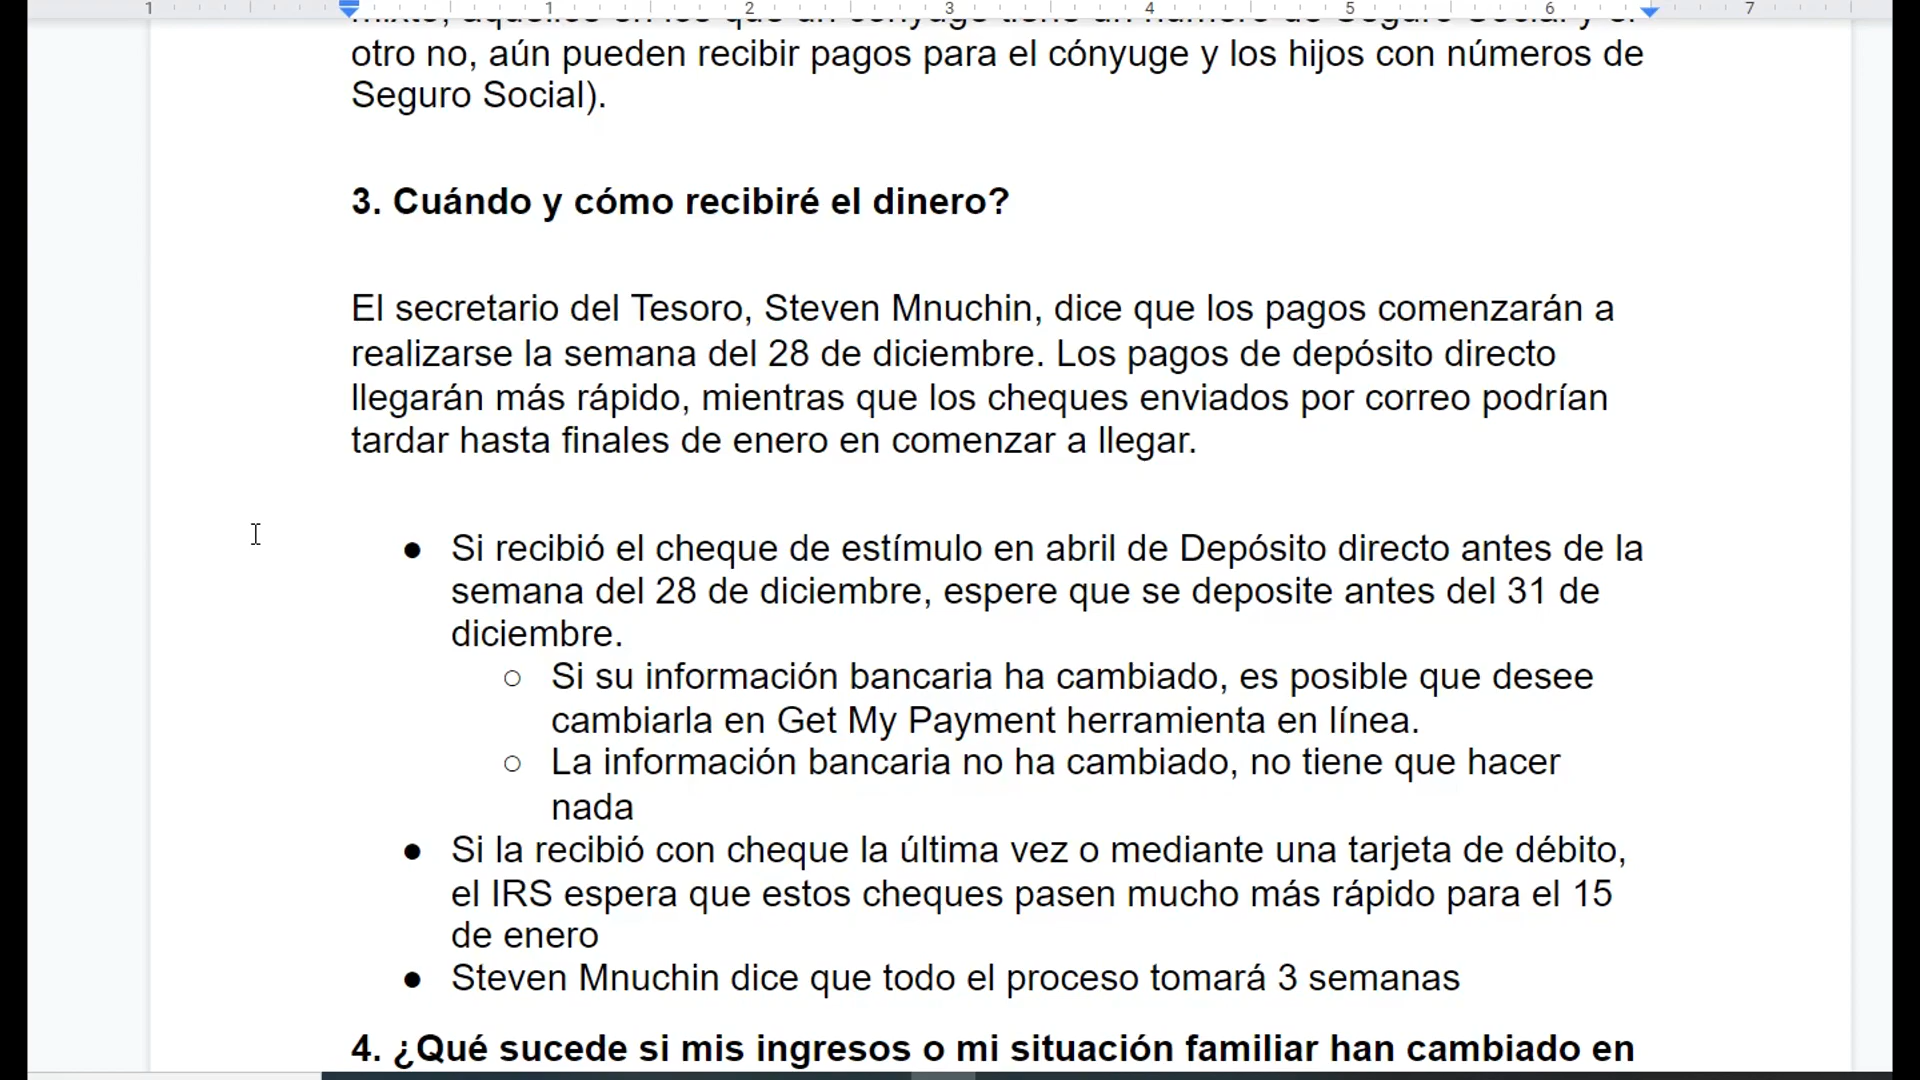 1 1 2 3 4 5 6 7
otro no, aún pueden recibir pagos para el cónyuge y los hijos con números de
Seguro Social).
3. Cuándo y cómo recibiré el dinero?
El secretario del Tesoro, Steven Mnuchin, dice que los pagos comenzarán a
realizarse la semana del 28 de diciembre. Los pagos de depósito directo
llegarán más rápido, mientras que los cheques enviados por correo podrían
tardar hasta finales de enero en comenzar a llegar.
● Si recibió el cheque de estímulo en abril de Depósito directo antes de la
semana del 28 de diciembre, espere que se deposite antes del 31 de
diciembre.
○ Si su información bancaria ha cambiado, es posible que desee
cambiarla en Get My Payment herramienta en línea.
○ La información bancaria no ha cambiado, no tiene que hacer
nada
● Si la recibió con cheque la última vez o mediante una tarjeta de débito,
el IRS espera que estos cheques pasen mucho más rápido para el 15
de enero
● Steven Mnuchin dice que todo el proceso tomará 3 semanas
4. ¿Qué sucede si mis ingresos o mi situación familiar han cambiado en